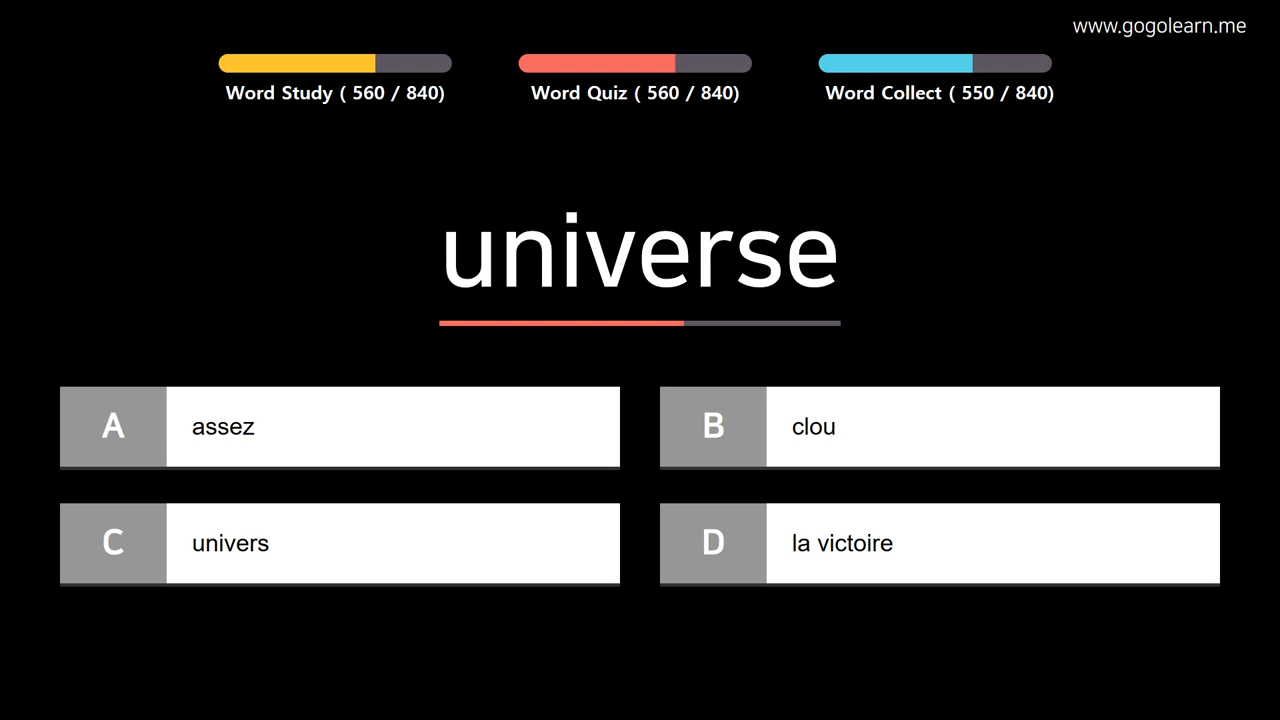 www.gogolearn.me
Word Study ( 560 / 840)
Word Quiz ( 560 / 840)
Word Collect ( 550 / 840)
universe
A
assez
B
clou
C
univers
D
la victoire